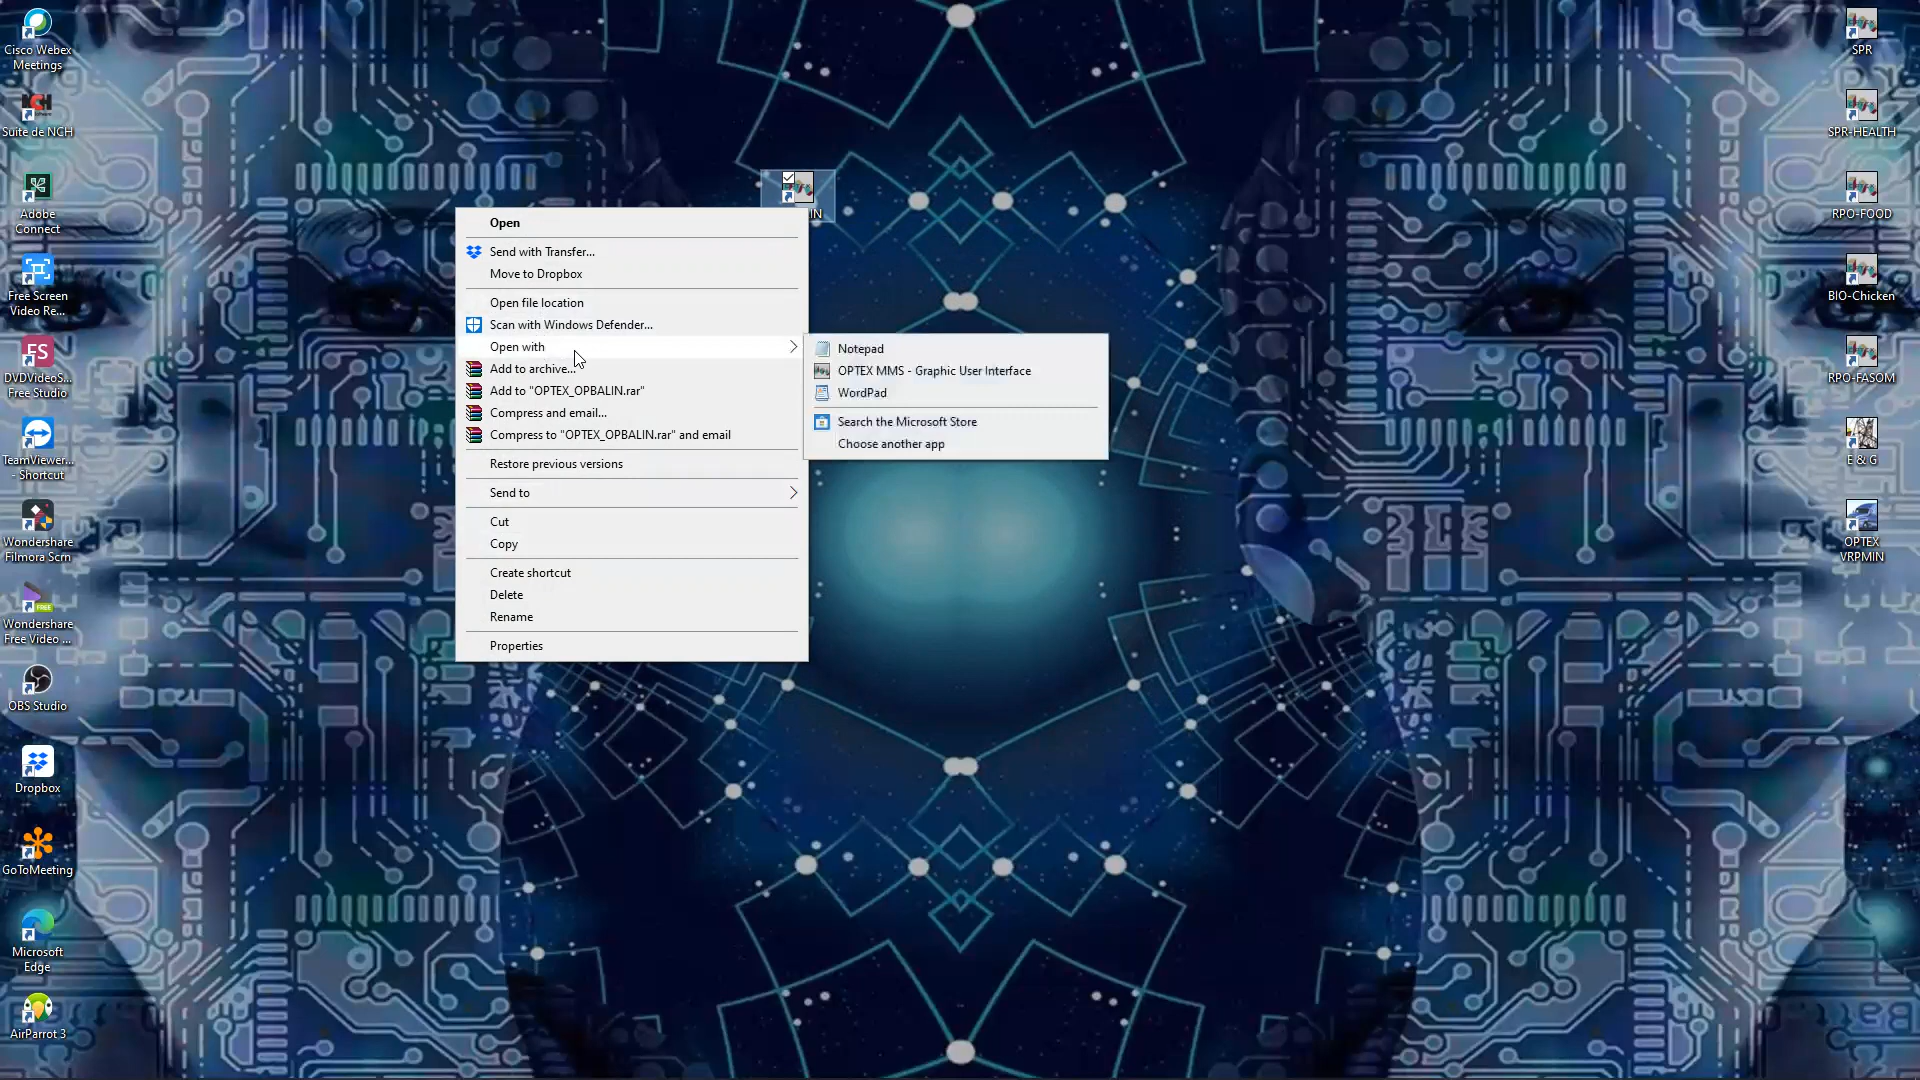 Cisco Webex
Meetings
NCH
Suite de NCH
Adobe
Connect
Free Screen
Video Re...
FS
DVDVideoS...
Free Studio
TeamViewer...
- Shortcut
Wondershare
Filmora Scrn
FREE
Wondershare
Free Video ...
OBS Studio
Dropbox
GoToMeeting
Microsoft
Edge
AirParrot 3
IN
Open
Send with Transfer...
Move to Dropbox
Open file location
Scan with Windows Defender...
Open with
Add to archive...
Add to "OPTEX_OPBALIN.rar"
Compress and email...
Compress to "OPTEX_OPBALIN.rar" and email
Restore previous versions
Send to
Cut
Copy
Create shortcut
Delete
Rename
Properties
Notepad
OPTEX MMS - Graphic User Interface
WordPad
Search the Microsoft Store
Choose another app
SPR
SPR-HEALTH
RPO-FOOD
BIO-Chicken
RPO-FASOM
E & G
OPTEX
VRPMIN